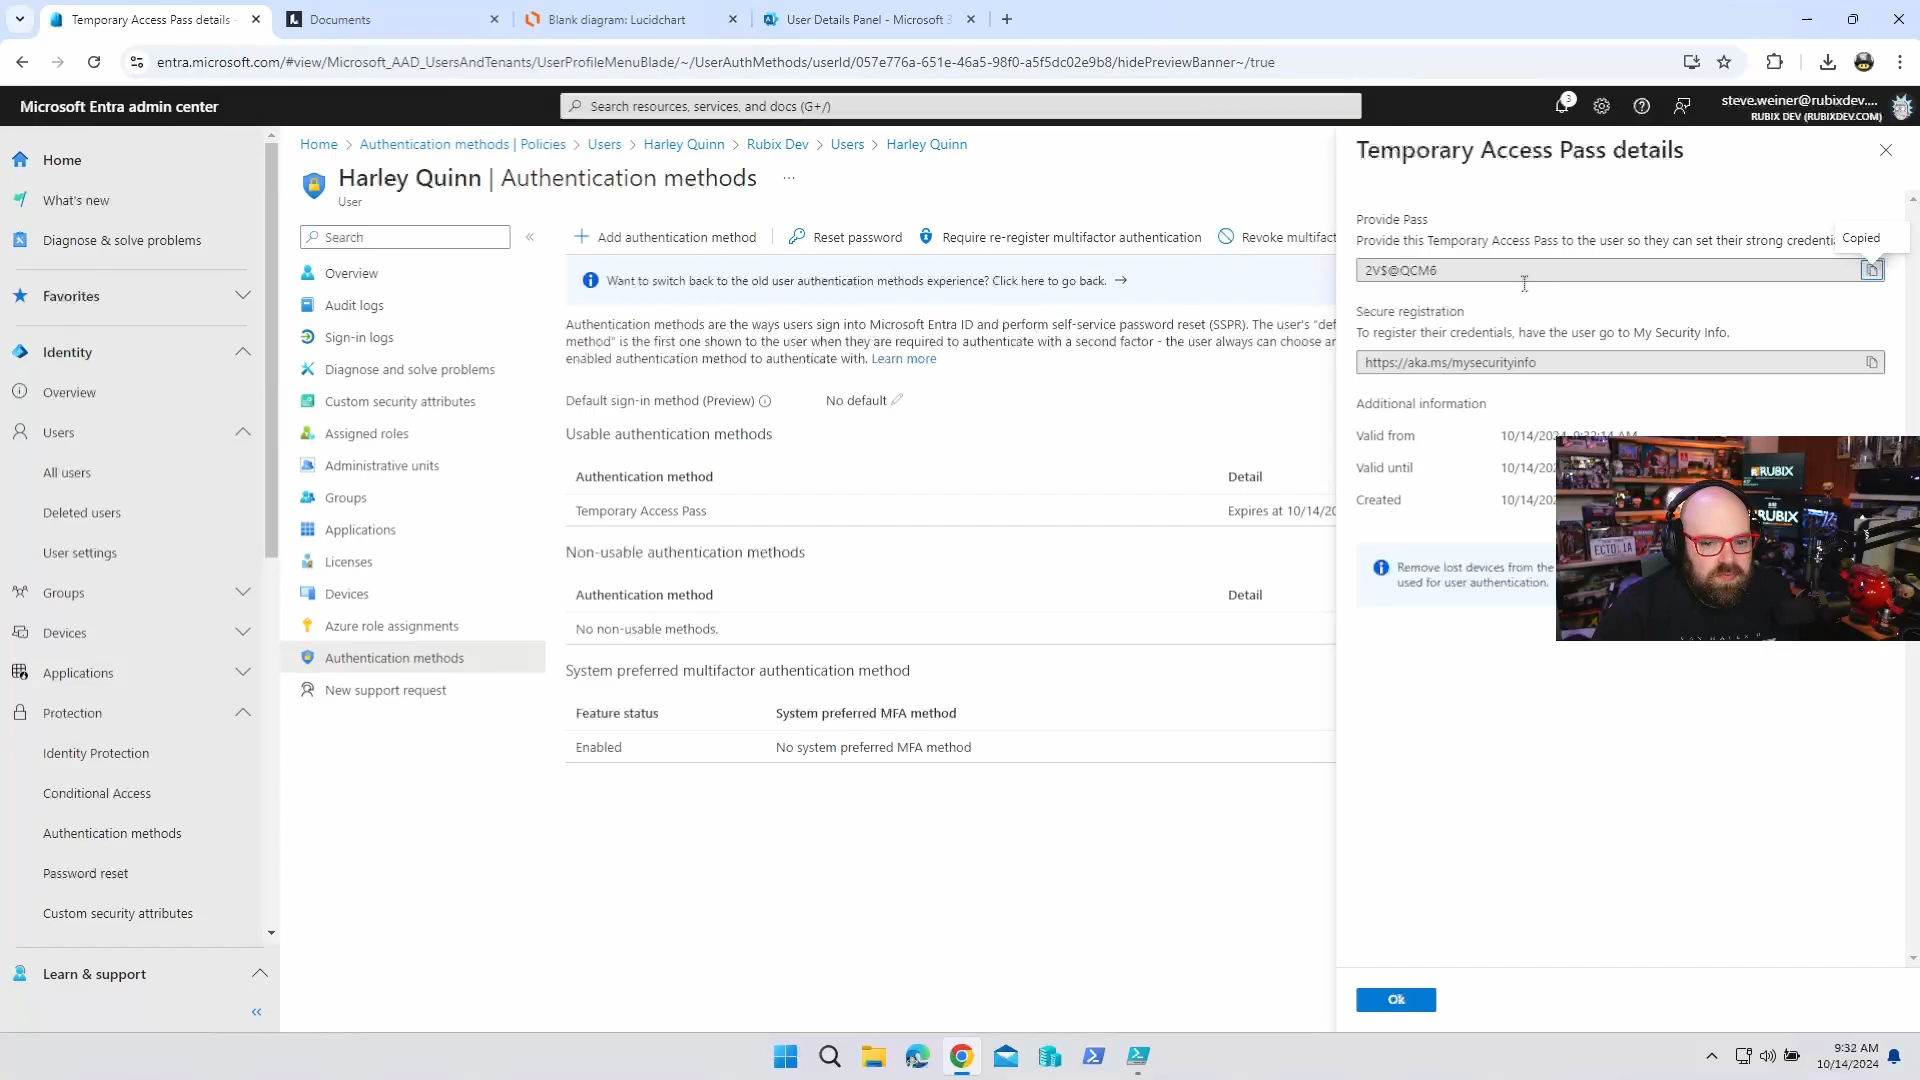 Temporary Access Pass details -
Documents
Blank diagram: Lucidchart
User Details Panel - Microsoft 3
entra.microsoft.com/#view/Microsoft_AAD_UsersAndTenants/UserProfileMenuBlade/~/UserAuthMethods/userId/057e776a-651e-46a5-98f0-a5f5dc02e9b8/hidePreviewBanner~/true
Microsoft Entra admin center
Search resources, services, and docs (G+/)
3
steve.weiner@rubixdev....
RUBIX DEV (RUBIXDEV.COM)
Home
What's new
Diagnose & solve problems
Favorites
Identity
Overview
Users
All users
Deleted users
User settings
Groups
Devices
Applications
Protection
Identity Protection
Conditional Access
Authentication methods
Password reset
Custom security attributes
Learn & support
Home > Authentication methods | Policies > Users > Harley Quinn > Rubix Dev > Users > Harley Quinn
Harley Quinn | Authentication methods ...
User
Search
Overview
Audit logs
Sign-in logs
Diagnose and solve problems
Custom security attributes
Assigned roles
Administrative units
Groups
Applications
Licenses
Devices
Azure role assignments
Authentication methods
New support request
Add authentication method
Reset password
Require re-register multifactor authentication
Revoke multifact
Want to switch back to the old user authentication methods experience? Click here to go back.
Authentication methods are the ways users sign into Microsoft Entra ID and perform self-service password reset (SSPR). The user's "def
method" is the first one shown to the user when they are required to authenticate with a second factor - the user always can choose an
enabled authentication method to authenticate with. Learn more
Default sign-in method (Preview) No default
Usable authentication methods
Authentication method Detail
Temporary Access Pass Expires at 10/14/20
Non-usable authentication methods
Authentication method Detail
No non-usable methods.
System preferred multifactor authentication method
Feature status System preferred MFA method
Enabled No system preferred MFA method
Temporary Access Pass details
Provide Pass
Provide this Temporary Access Pass to the user so they can set their strong credentia
Copied
2V$@QCM6
Secure registration
To register their credentials, have the user go to My Security Info.
https://aka.ms/mysecurityinfo
Additional information
Valid from 10/14/2024, 9:32:14 AM
Valid until 10/14/202
Created 10/14/202
Remove lost devices from the
used for user authentication.
RUBIX
RUBIX
ECTO-1A
Ok
9:32 AM
10/14/2024